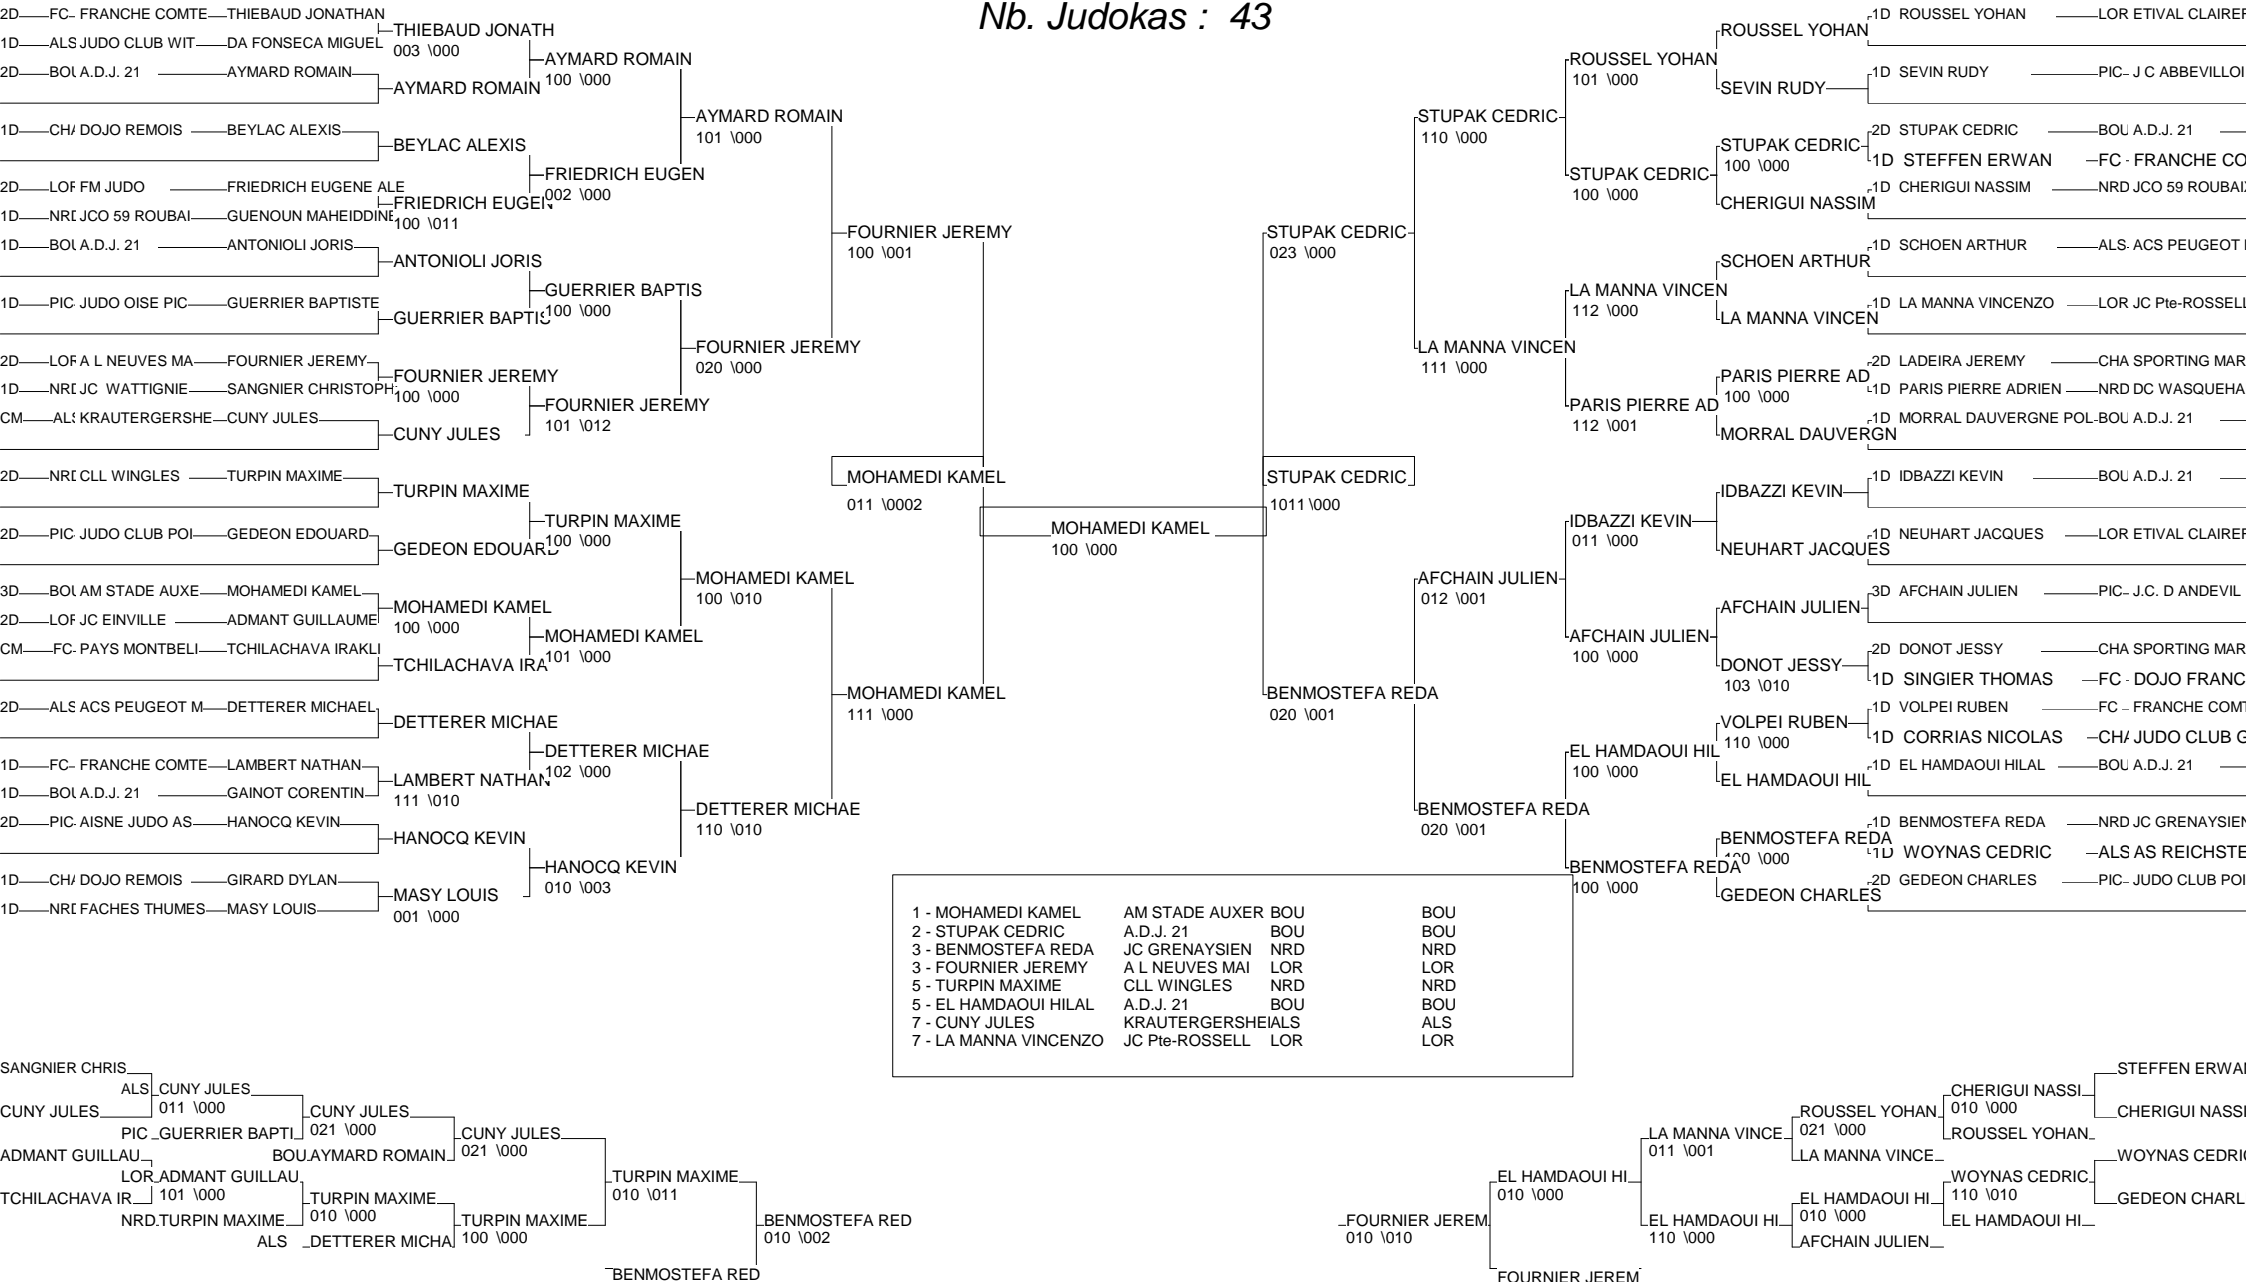 Nb. Judokas : 43
2D FC- FRANCHE COMTE THIEBAUD JONATHAN
1D ALS JUDO CLUB WIT DA FONSECA MIGUEL
2D BOU A.D.J. 21 AYMARD ROMAIN
1D CHA DOJO REMOIS BEYLAC ALEXIS
2D LOR FM JUDO FRIEDRICH EUGENE ALE
1D NRD JCO 59 ROUBAI GUENOUN MAHEIDDINE
1D BOU A.D.J. 21 ANTONIOLI JORIS
1D PIC JUDO OISE PIC GUERRIER BAPTISTE
2D LOR A L NEUVES MA FOURNIER JEREMY
1D NRD JC WATTIGNIE SANGNIER CHRISTOPH
CM ALS KRAUTERGERSHE CUNY JULES
2D NRD CLL WINGLES TURPIN MAXIME
2D PIC JUDO CLUB POI GEDEON EDOUARD
3D BOU AM STADE AUXE MOHAMEDI KAMEL
2D LOR JC EINVILLE ADMANT GUILLAUME
CM FC- PAYS MONTBELI TCHILACHAVA IRAKLI
2D ALS ACS PEUGEOT M DETTERER MICHAEL
1D FC- FRANCHE COMTE LAMBERT NATHAN
1D BOU A.D.J. 21 GAINOT CORENTIN
2D PIC AISNE JUDO AS HANOCQ KEVIN
1D CHA DOJO REMOIS GIRARD DYLAN
1D NRD FACHES THUMES MASY LOUIS
THIEBAUD JONATH
003 \000
AYMARD ROMAIN
BEYLAC ALEXIS
FRIEDRICH EUGEN
100 \011
ANTONIOLI JORIS
GUERRIER BAPTIS
FOURNIER JEREMY
100 \000
CUNY JULES
TURPIN MAXIME
GEDEON EDOUARD
MOHAMEDI KAMEL
100 \000
TCHILACHAVA IRA
DETTERER MICHAE
LAMBERT NATHAN
111 \010
HANOCQ KEVIN
MASY LOUIS
001 \000
AYMARD ROMAIN
100 \000
FRIEDRICH EUGEN
002 \000
GUERRIER BAPTIS
100 \000
FOURNIER JEREMY
101 \012
TURPIN MAXIME
100 \000
MOHAMEDI KAMEL
101 \000
DETTERER MICHAE
102 \000
HANOCQ KEVIN
010 \003
AYMARD ROMAIN
101 \000
FOURNIER JEREMY
020 \000
MOHAMEDI KAMEL
100 \010
DETTERER MICHAE
110 \010
FOURNIER JEREMY
100 \001
MOHAMEDI KAMEL
111 \000
MOHAMEDI KAMEL
011 \0002
MOHAMEDI KAMEL
100 \000
STUPAK CEDRIC
1011 \000
STUPAK CEDRIC
023 \000
BENMOSTEFA REDA
020 \001
STUPAK CEDRIC
110 \000
LA MANNA VINCEN
111 \000
AFCHAIN JULIEN
012 \001
BENMOSTEFA REDA
020 \001
ROUSSEL YOHAN
101 \000
STUPAK CEDRIC
100 \000
LA MANNA VINCEN
112 \000
PARIS PIERRE AD
112 \001
IDBAZZI KEVIN
011 \000
AFCHAIN JULIEN
100 \000
EL HAMDAOUI HIL
100 \000
BENMOSTEFA REDA
100 \000
ROUSSEL YOHAN
SEVIN RUDY
STUPAK CEDRIC
100 \000
CHERIGUI NASSIM
SCHOEN ARTHUR
LA MANNA VINCEN
PARIS PIERRE AD
100 \000
MORRAL DAUVERGN
IDBAZZI KEVIN
NEUHART JACQUES
AFCHAIN JULIEN
DONOT JESSY
103 \010
VOLPEI RUBEN
110 \000
EL HAMDAOUI HIL
BENMOSTEFA REDA
100 \000
GEDEON CHARLES
1D ROUSSEL YOHAN LOR ETIVAL CLAIREF
1D SEVIN RUDY PIC- J C ABBEVILLOI
2D STUPAK CEDRIC BOU A.D.J. 21
1D STEFFEN ERWAN FC - FRANCHE CO
1D CHERIGUI NASSIM NRD JCO 59 ROUBAIX
1D SCHOEN ARTHUR ALS- ACS PEUGEOT
1D LA MANNA VINCENZO LOR JC Pte-ROSSELL
2D LADEIRA JEREMY CHA SPORTING MAR
1D PARIS PIERRE ADRIEN NRD DC WASQUEHA
1D MORRAL DAUVERGNE POL BOU A.D.J. 21
1D IDBAZZI KEVIN BOU A.D.J. 21
1D NEUHART JACQUES LOR ETIVAL CLAIREF
3D AFCHAIN JULIEN PIC- J.C. D ANDEVIL
2D DONOT JESSY CHA SPORTING MAR
1D SINGIER THOMAS FC - DOJO FRANC
1D VOLPEI RUBEN FC - FRANCHE COMT
1D CORRIAS NICOLAS CHA JUDO CLUB G
1D EL HAMDAOUI HILAL BOU A.D.J. 21
1D BENMOSTEFA REDA NRD JC GRENAYSIEN
1D WOYNAS CEDRIC ALS AS REICHSTE
2D GEDEON CHARLES PIC- JUDO CLUB POI
1 - MOHAMEDI KAMEL AM STADE AUXER BOU BOU
2 - STUPAK CEDRIC A.D.J. 21 BOU BOU
3 - BENMOSTEFA REDA JC GRENAYSIEN NRD NRD
3 - FOURNIER JEREMY A L NEUVES MAI LOR LOR
5 - TURPIN MAXIME CLL WINGLES NRD NRD
5 - EL HAMDAOUI HILAL A.D.J. 21 BOU BOU
7 - CUNY JULES KRAUTERGERSHEI ALS ALS
7 - LA MANNA VINCENZO JC Pte-ROSSELL LOR LOR
SANGNIER CHRIS
CUNY JULES
ADMANT GUILLAU
TCHILACHAVA IR
ALS CUNY JULES
011 \000
PIC GUERRIER BAPTI
LOR ADMANT GUILLAU
101 \000
NRD TURPIN MAXIME
CUNY JULES
021 \000
BOU AYMARD ROMAIN
TURPIN MAXIME
010 \000
ALS DETTERER MICHA
CUNY JULES
021 \000
TURPIN MAXIME
100 \000
TURPIN MAXIME
010 \011
BENMOSTEFA RED
BENMOSTEFA RED
010 \002
FOURNIER JEREM
010 \010
EL HAMDAOUI HI
010 \000
FOURNIER JEREM
LA MANNA VINCE
011 \001
EL HAMDAOUI HI
110 \000
ROUSSEL YOHAN
021 \000
LA MANNA VINCE
EL HAMDAOUI HI
010 \000
AFCHAIN JULIEN
CHERIGUI NASSI
010 \000
ROUSSEL YOHAN
WOYNAS CEDRIC
110 \010
EL HAMDAOUI HI
STEFFEN ERWAN
CHERIGUI NASSI
WOYNAS CEDRIC
GEDEON CHARL